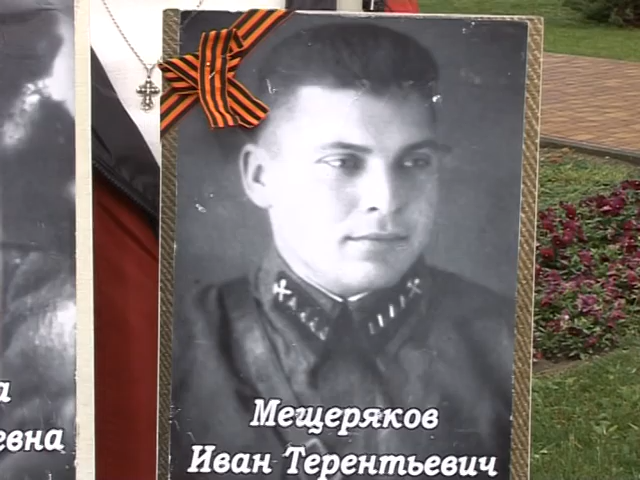 а
евна
Мещеряков
Иван Терентьевич